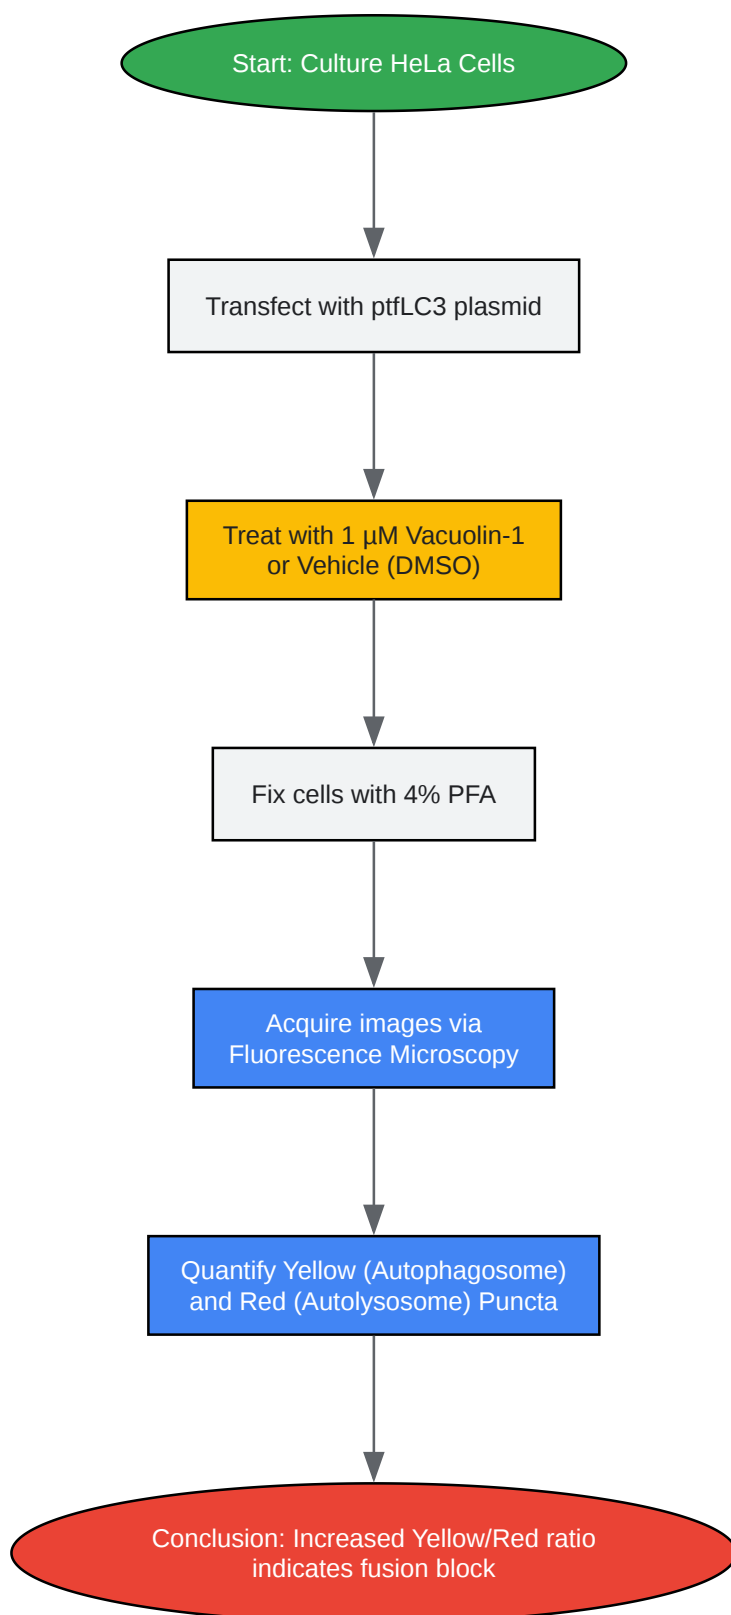 Start: Culture HeLa Cells
Transfect with ptfLC3 plasmid
Treat with 1 µM Vacuolin-1
or Vehicle (DMSO)
Fix cells with 4% PFA
Acquire images via
Fluorescence Microscopy
Quantify Yellow (Autophagosome)
and Red (Autolysosome) Puncta
Conclusion: Increased Yellow/Red ratio
indicates fusion block